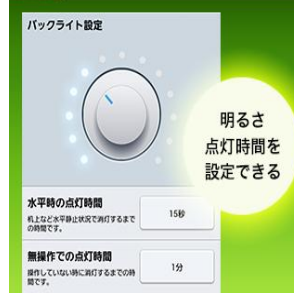 バックライト設定
明るさ
点灯時間を
設定できる
水平時の点灯時間
机上など水平静止状況で消灯するまで
の時間です。
15秒
無操作での点灯時間
操作していない時に消灯するまでの時
間です。
1分